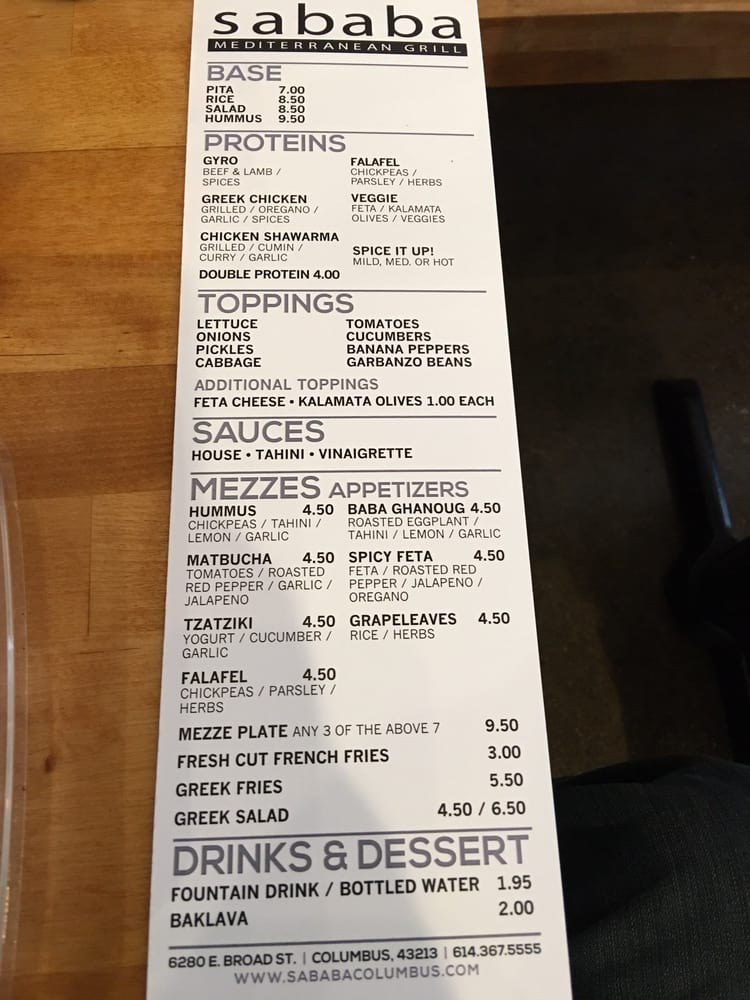 sababa
MEDITERRANEAN GRILL
BASE
PITA 7.00
RICE 8.50
SALAD 8.50
HUMMUS 9.50
PROTEINS
GYRO
BEEF & LAMB /
SPICES
FALAFEL
CHICKPEAS /
PARSLEY / HERBS
GREEK CHICKEN
GRILLED / OREGANO /
GARLIC / SPICES
VEGGIE
FETA / KALAMATA
OLIVES / VEGGIES
CHICKEN SHAWARMA
GRILLED / CUMIN /
CURRY / GARLIC
SPICE IT UP!
MILD, MED. OR HOT
DOUBLE PROTEIN 4.00
TOPPINGS
LETTUCE TOMATOES
ONIONS CUCUMBERS
PICKLES BANANA PEPPERS
CABBAGE GARBANZO BEANS
ADDITIONAL TOPPINGS
FETA CHEESE • KALAMATA OLIVES 1.00 EACH
SAUCES
HOUSE • TAHINI • VINAIGRETTE
MEZZES APPETIZERS
HUMMUS 4.50
CHICKPEAS / TAHINI /
LEMON / GARLIC
BABA GHANOUG 4.50
ROASTED EGGPLANT /
TAHINI / LEMON / GARLIC
MATBUCHA 4.50
TOMATOES / ROASTED
RED PEPPER / GARLIC /
JALAPENO
SPICY FETA 4.50
FETA / ROASTED RED
PEPPER / JALAPENO /
OREGANO
TZATZIKI 4.50
YOGURT / CUCUMBER /
GARLIC
GRAPELEAVES 4.50
RICE / HERBS
FALAFEL 4.50
CHICKPEAS / PARSLEY /
HERBS
MEZZE PLATE ANY 3 OF THE ABOVE 7 9.50
FRESH CUT FRENCH FRIES 3.00
GREEK FRIES 5.50
GREEK SALAD 4.50 / 6.50
DRINKS & DESSERT
FOUNTAIN DRINK / BOTTLED WATER 1.95
BAKLAVA 2.00
6280 E. BROAD ST. | COLUMBUS, 43213 | 614.367.5555
WWW.SABABACOLUMBUS.COM